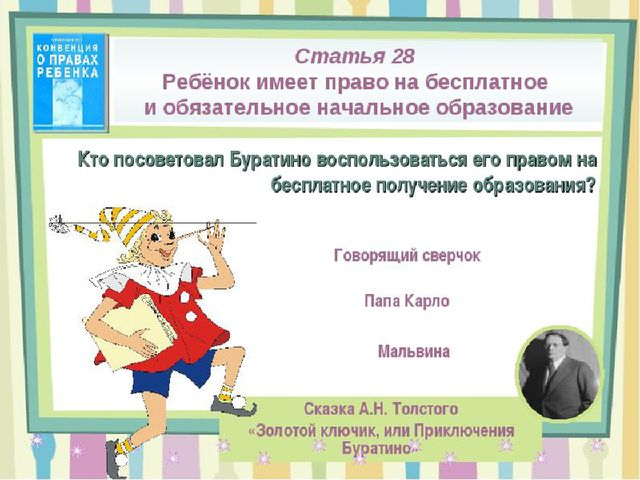 КОНВЕНЦИЯ
О ПРАВАХ
РЕБЕНКА
Статья 28
Ребёнок имеет право на бесплатное
и обязательное начальное образование
Кто посоветовал Буратино воспользоваться его правом на
бесплатное получение образования?
Говорящий сверчок
Папа Карло
Мальвина
Сказка А.Н. Толстого
«Золотой ключик, или Приключения
Буратино»